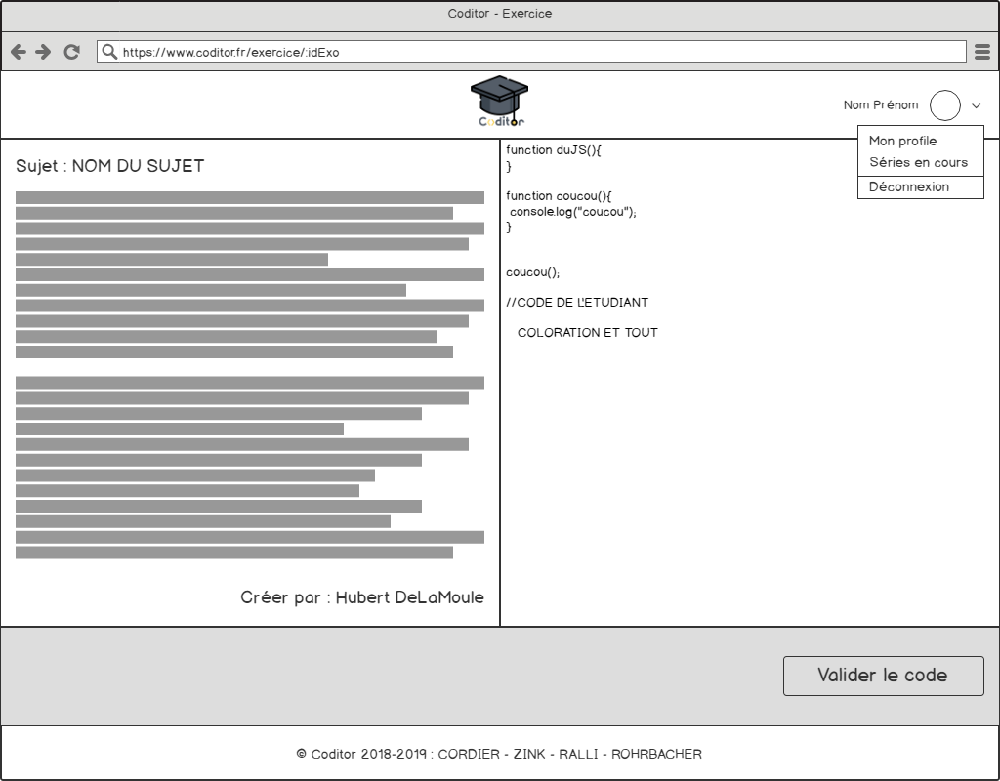 Coditor - Exercice
https://www.coditor.fr/exercice/:idExo
Coditor
Nom Prénom
Mon profile
Séries en cours
Déconnexion
Sujet : NOM DU SUJET
Créer par : Hubert DeLaMoule
function duJS(){
}
function coucou(){
console.log("coucou");
}
coucou();
//CODE DE L'ETUDIANT
COLORATION ET TOUT
Valider le code
© Coditor 2018-2019 : CORDIER - ZINK - RALLI - ROHRBACHER